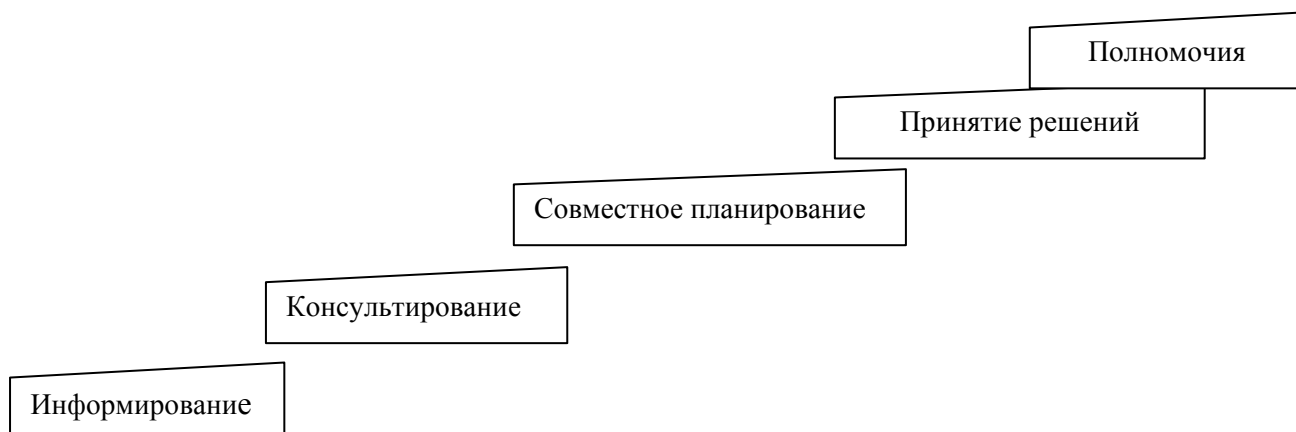 Полномочия
Принятие решений
Совместное планирование
Консультирование
Информирование